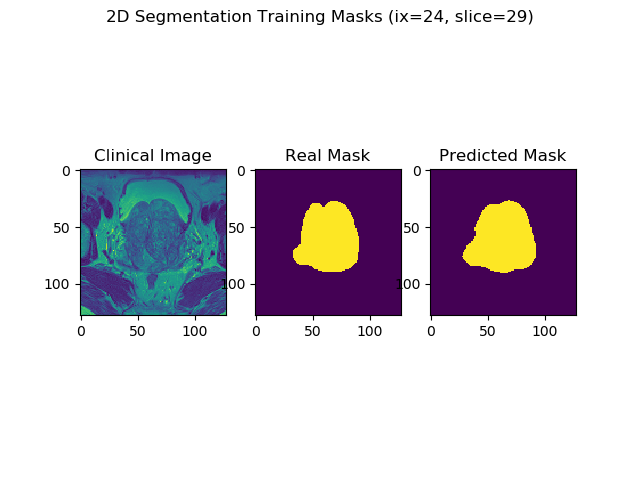 2D Segmentation Training Masks (ix=24, slice=29)
Clinical Image Real Mask Predicted Mask
0 0 0
50 50 50
100 100 100
0 50 100 0 50 100 0 50 100